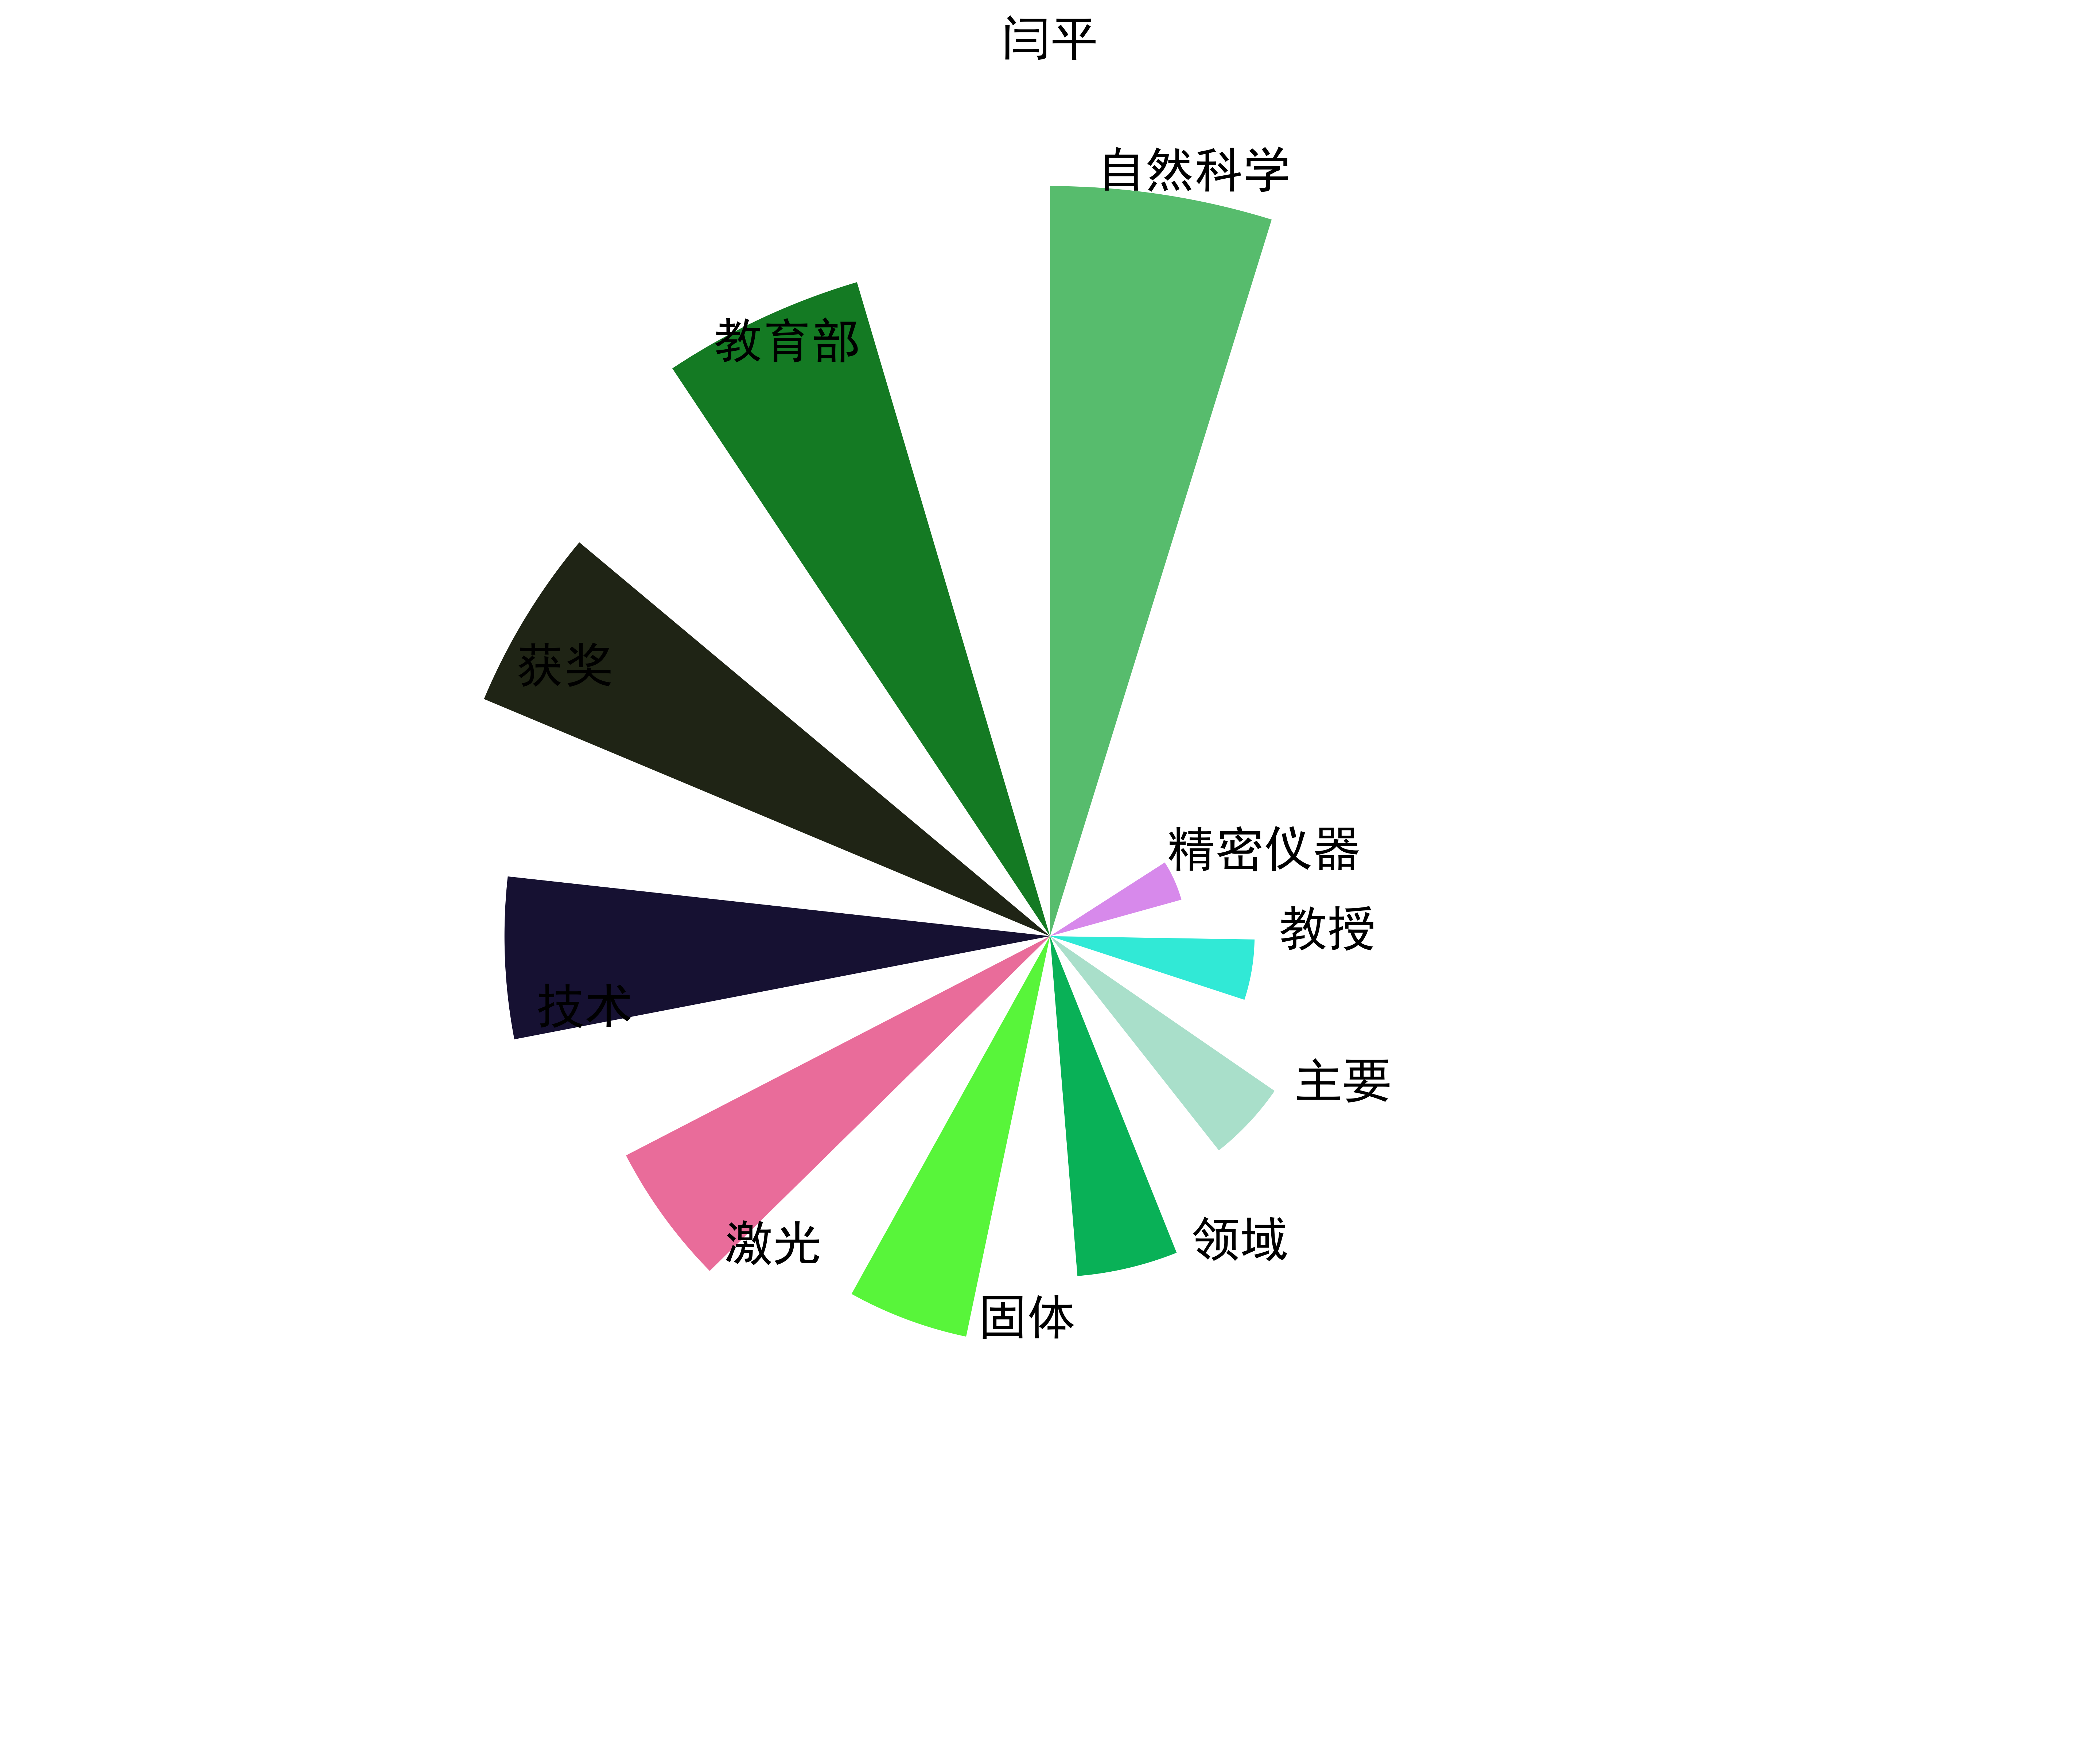 闫平
自然科学
教育部
获奖
精密仪器
教授
技术
主要
领域
激光
固体